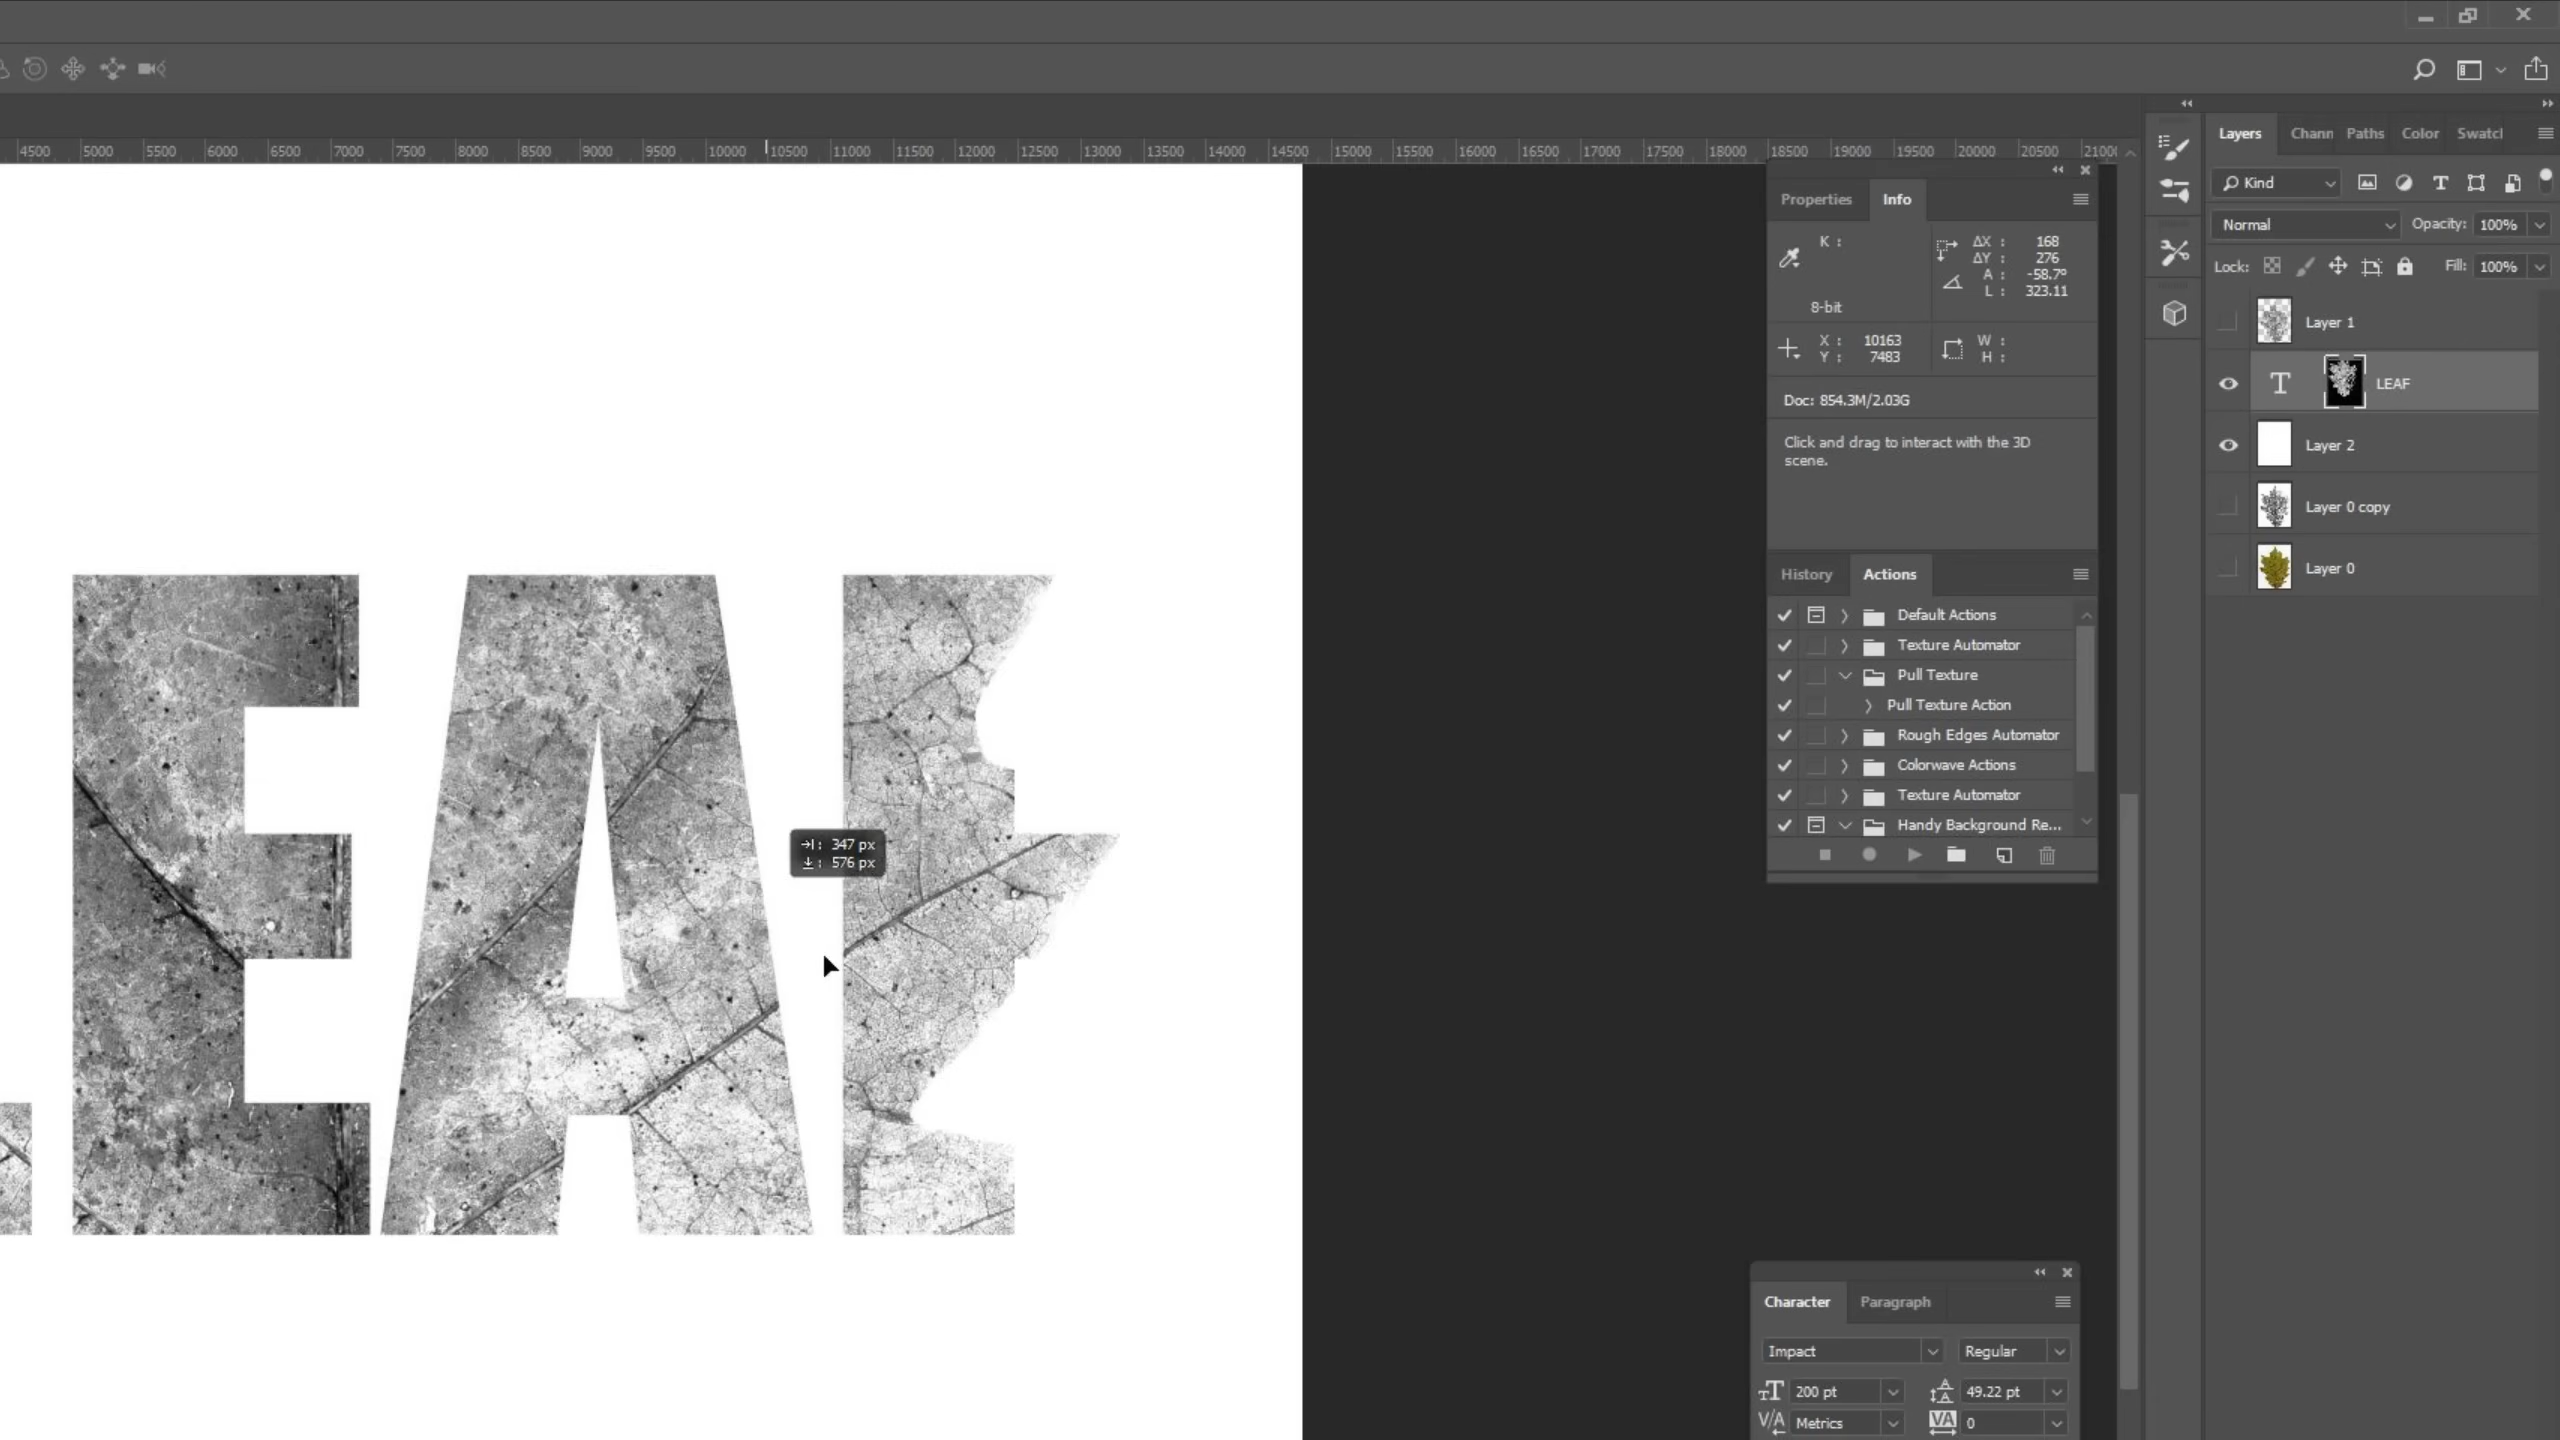 4500 5000 5500 6000 6500 7000 7500 8000 8500 9000 9500 10000 10500 11000 11500 12000 12500 13000 13500 14000 14500 15000 15500 16000 16500 17000 17500 18000 18500 19000 19500 20000 20500
Layers Chann Paths Color Swatcl
Kind
Normal Opacity: 100%
Lock: Fill: 100%
Layer 1
T LEAF
Layer 2
Layer 0 copy
Layer 0
Properties Info
K :
8-bit
ΔX : 168
ΔY : 276
A : -58.7°
L : 323.11
X : 10163
Y : 7483
W :
H :
Doc: 854.3M/2.03G
Click and drag to interact with the 3D
scene.
History Actions
Default Actions
Texture Automator
Pull Texture
Pull Texture Action
Rough Edges Automator
Colorwave Actions
Texture Automator
Handy Background Re...
EAF
347 px
576 px
Character Paragraph
Impact Regular
200 pt 49.22 pt
Metrics 0